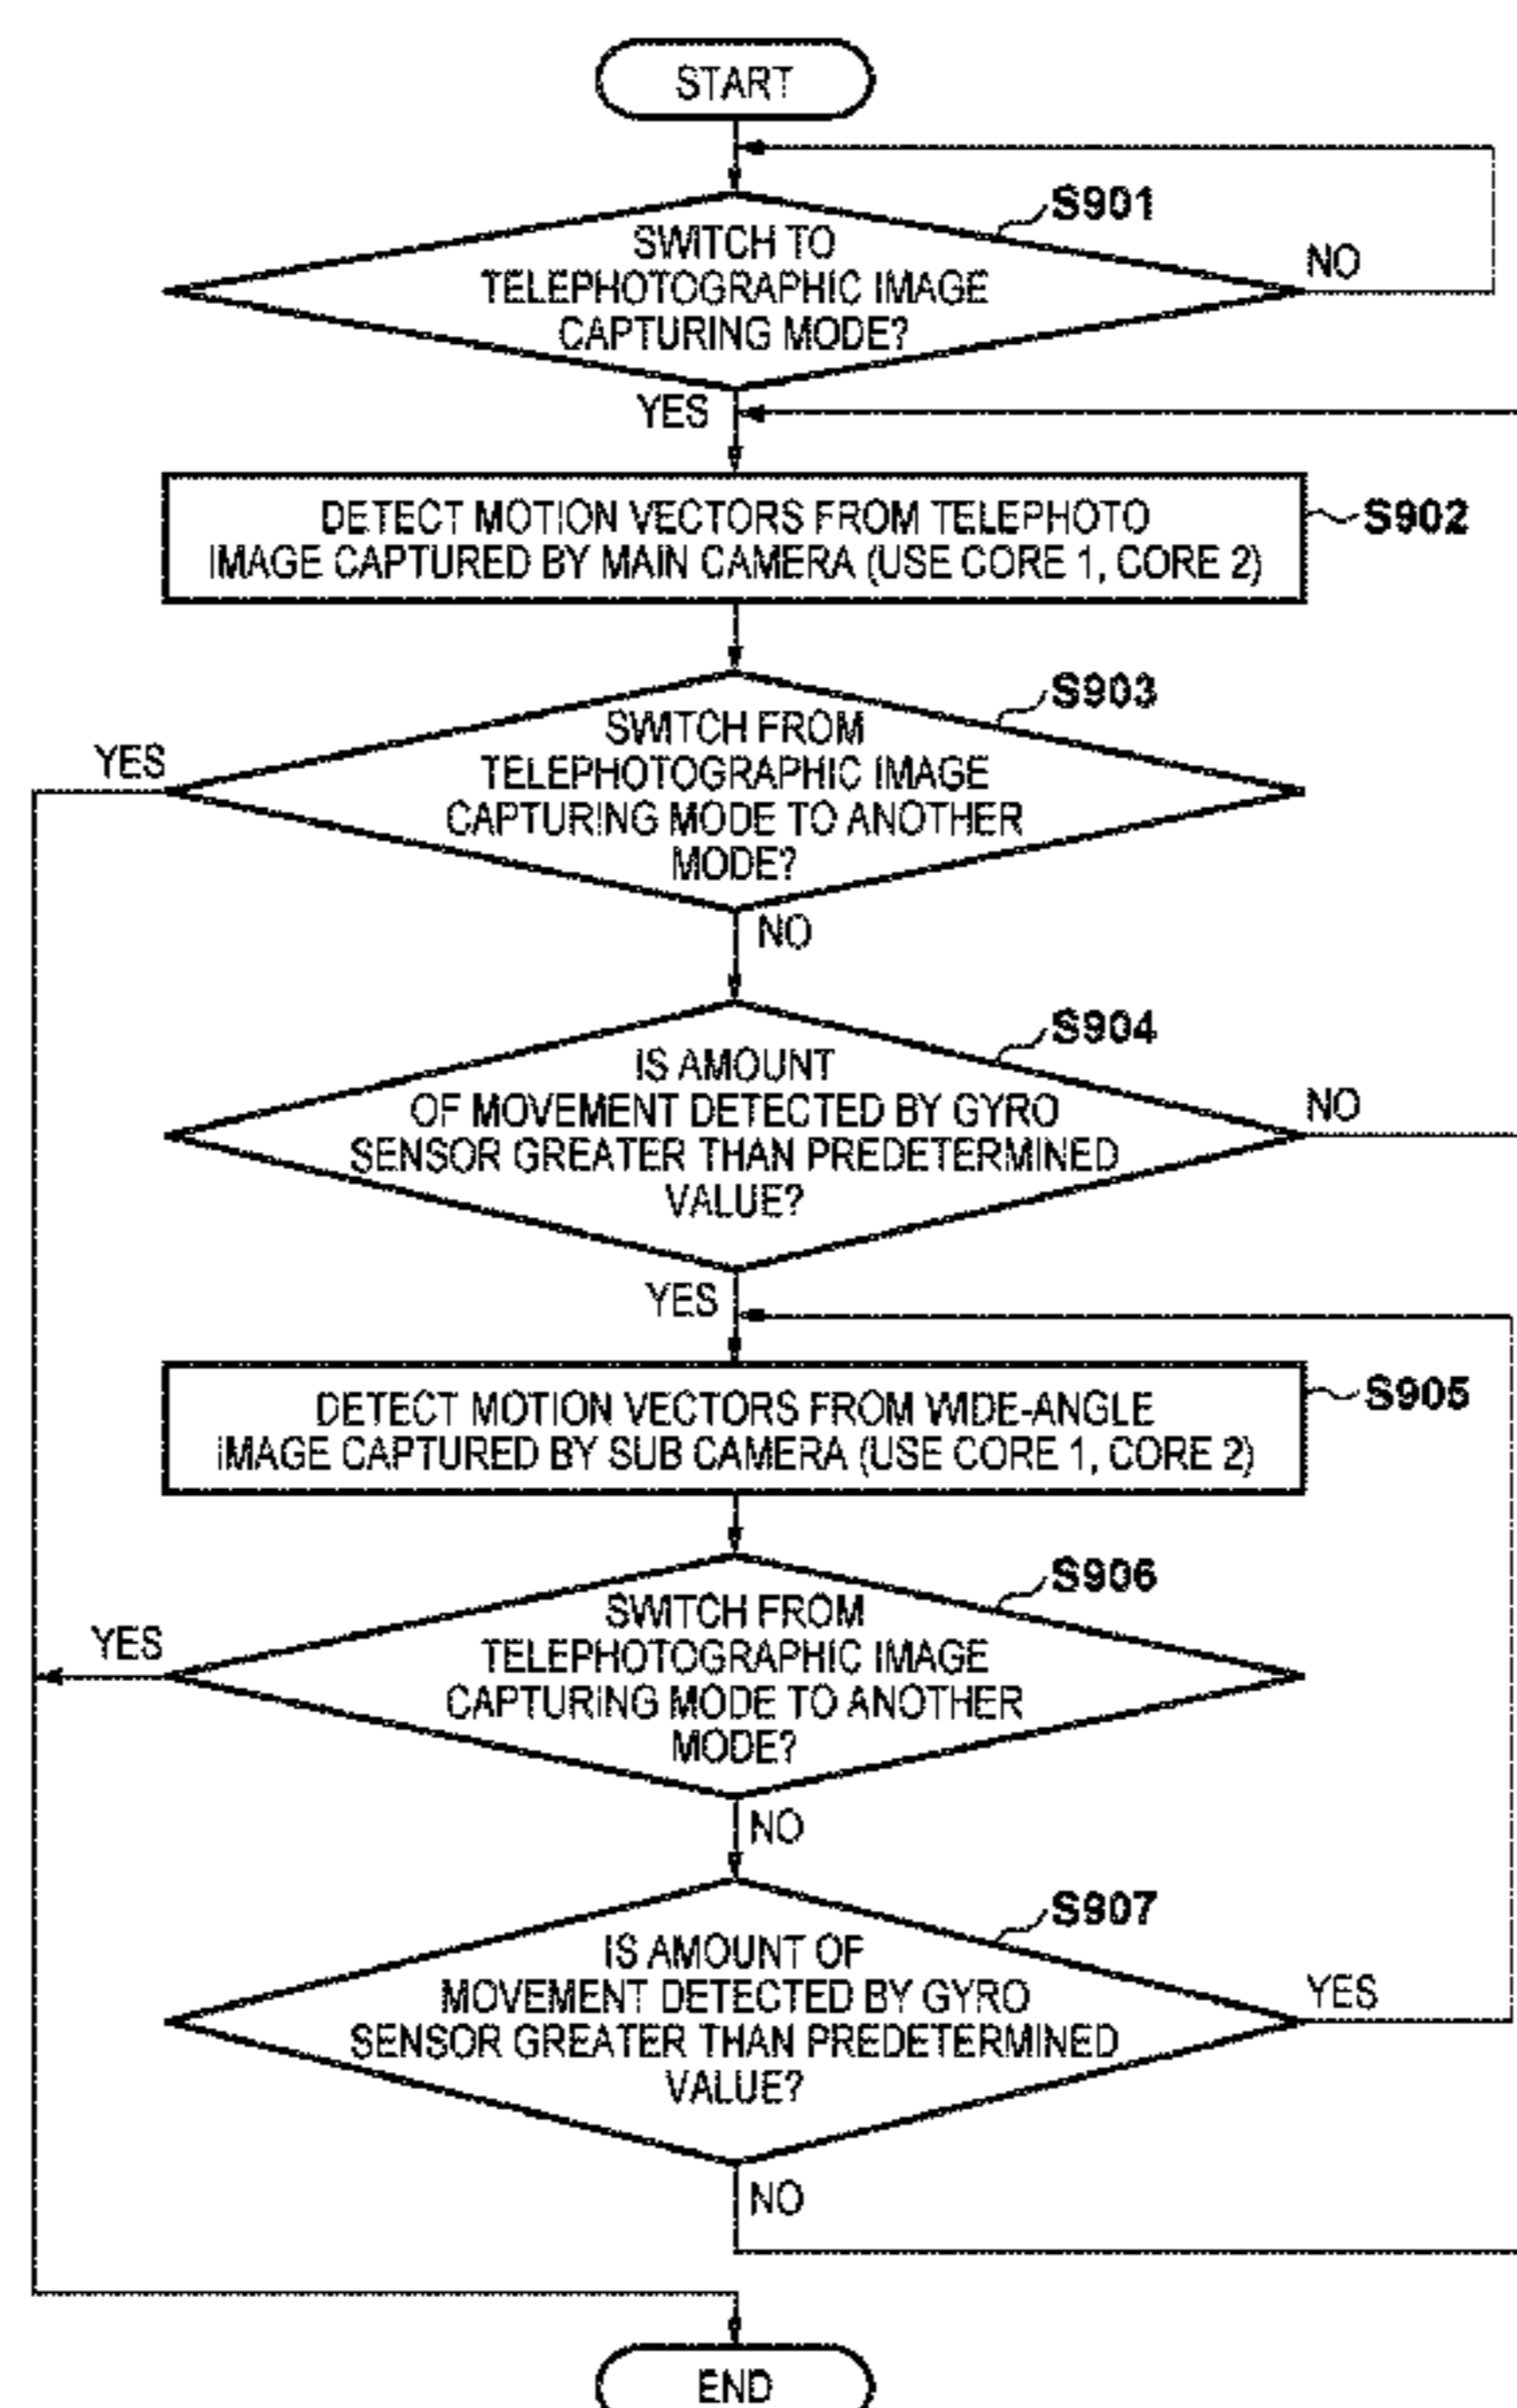 START
S901
SWITCH TO
TELEPHOTOGRAPHIC IMAGE
CAPTURING MODE?
NO
YES
DETECT MOTION VECTORS FROM TELEPHOTO
IMAGE CAPTURED BY MAIN CAMERA (USE CORE 1, CORE 2)
S902
S903
SWITCH FROM
TELEPHOTOGRAPHIC IMAGE
CAPTURING MODE TO ANOTHER
MODE?
YES
NO
S904
IS AMOUNT
OF MOVEMENT DETECTED BY GYRO
SENSOR GREATER THAN PREDETERMINED
VALUE?
NO
YES
DETECT MOTION VECTORS FROM WIDE-ANGLE
IMAGE CAPTURED BY SUB CAMERA (USE CORE 1, CORE 2)
S905
S906
SWITCH FROM
TELEPHOTOGRAPHIC IMAGE
CAPTURING MODE TO ANOTHER
MODE?
YES
NO
S907
IS AMOUNT OF
MOVEMENT DETECTED BY GYRO
SENSOR GREATER THAN PREDETERMINED
VALUE?
YES
NO
END